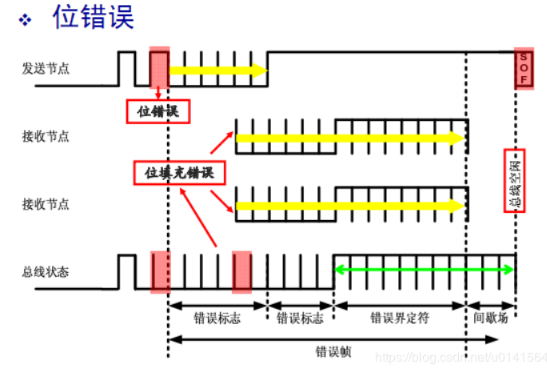 ❖ 位错误
发送节点
SOF
位错误
接收节点
位填充错误
总线空闲
接收节点
总线状态
错误标志 错误标志 错误界定符 间歇场
错误帧
https://blog.csdn.net/u0141564